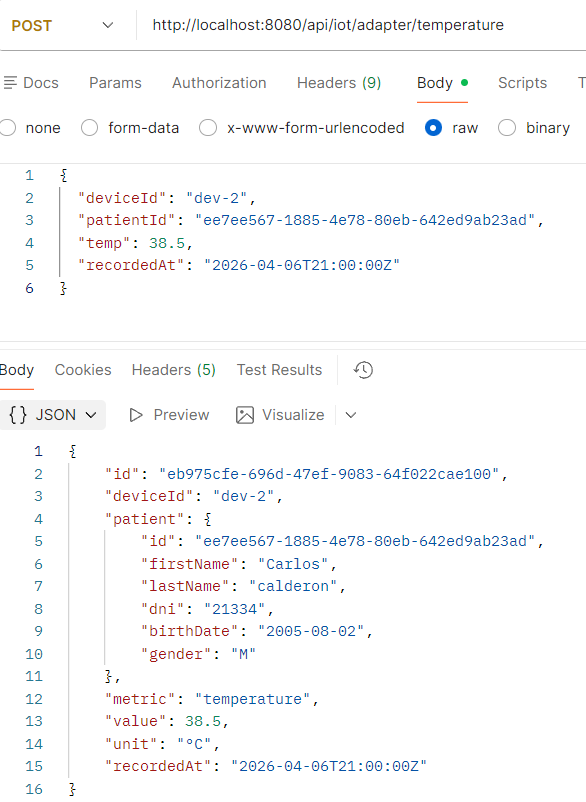 POST http://localhost:8080/api/iot/adapter/temperature
Docs Params Authorization Headers (9) Body Scripts T
none form-data x-www-form-urlencoded raw binary
1 {
2 "deviceId": "dev-2",
3 "patientId": "ee7ee567-1885-4e78-80eb-642ed9ab23ad",
4 "temp": 38.5,
5 "recordedAt": "2026-04-06T21:00:00Z"
6 }
Body Cookies Headers (5) Test Results
{} JSON Preview Visualize
1 {
2 "id": "eb975cfe-696d-47ef-9083-64f022cae100",
3 "deviceId": "dev-2",
4 "patient": {
5 "id": "ee7ee567-1885-4e78-80eb-642ed9ab23ad",
6 "firstName": "Carlos",
7 "lastName": "calderon",
8 "dni": "21334",
9 "birthDate": "2005-08-02",
10 "gender": "M"
11 },
12 "metric": "temperature",
13 "value": 38.5,
14 "unit": "°C",
15 "recordedAt": "2026-04-06T21:00:00Z"
16 }